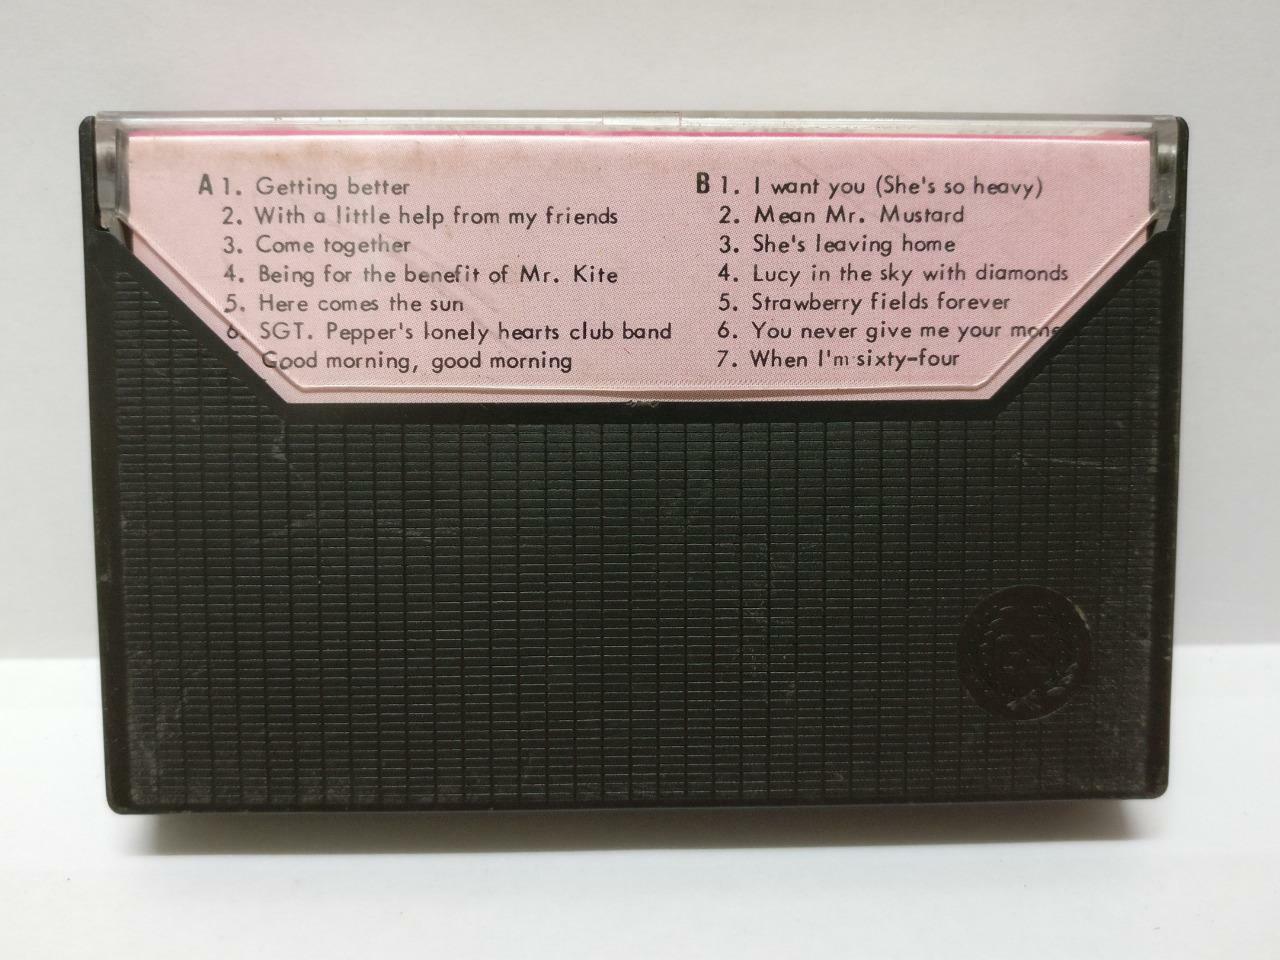 A 1. Getting better
2. With a little help from my friends
3. Come together
4. Being for the benefit of Mr. Kite
5. Here comes the sun
6. SGT. Pepper's lonely hearts club band
Good morning, good morning
B 1. I want you (She's so heavy)
2. Mean Mr. Mustard
3. She's leaving home
4. Lucy in the sky with diamonds
5. Strawberry fields forever
6. You never give me your mone
7. When I'm sixty-four